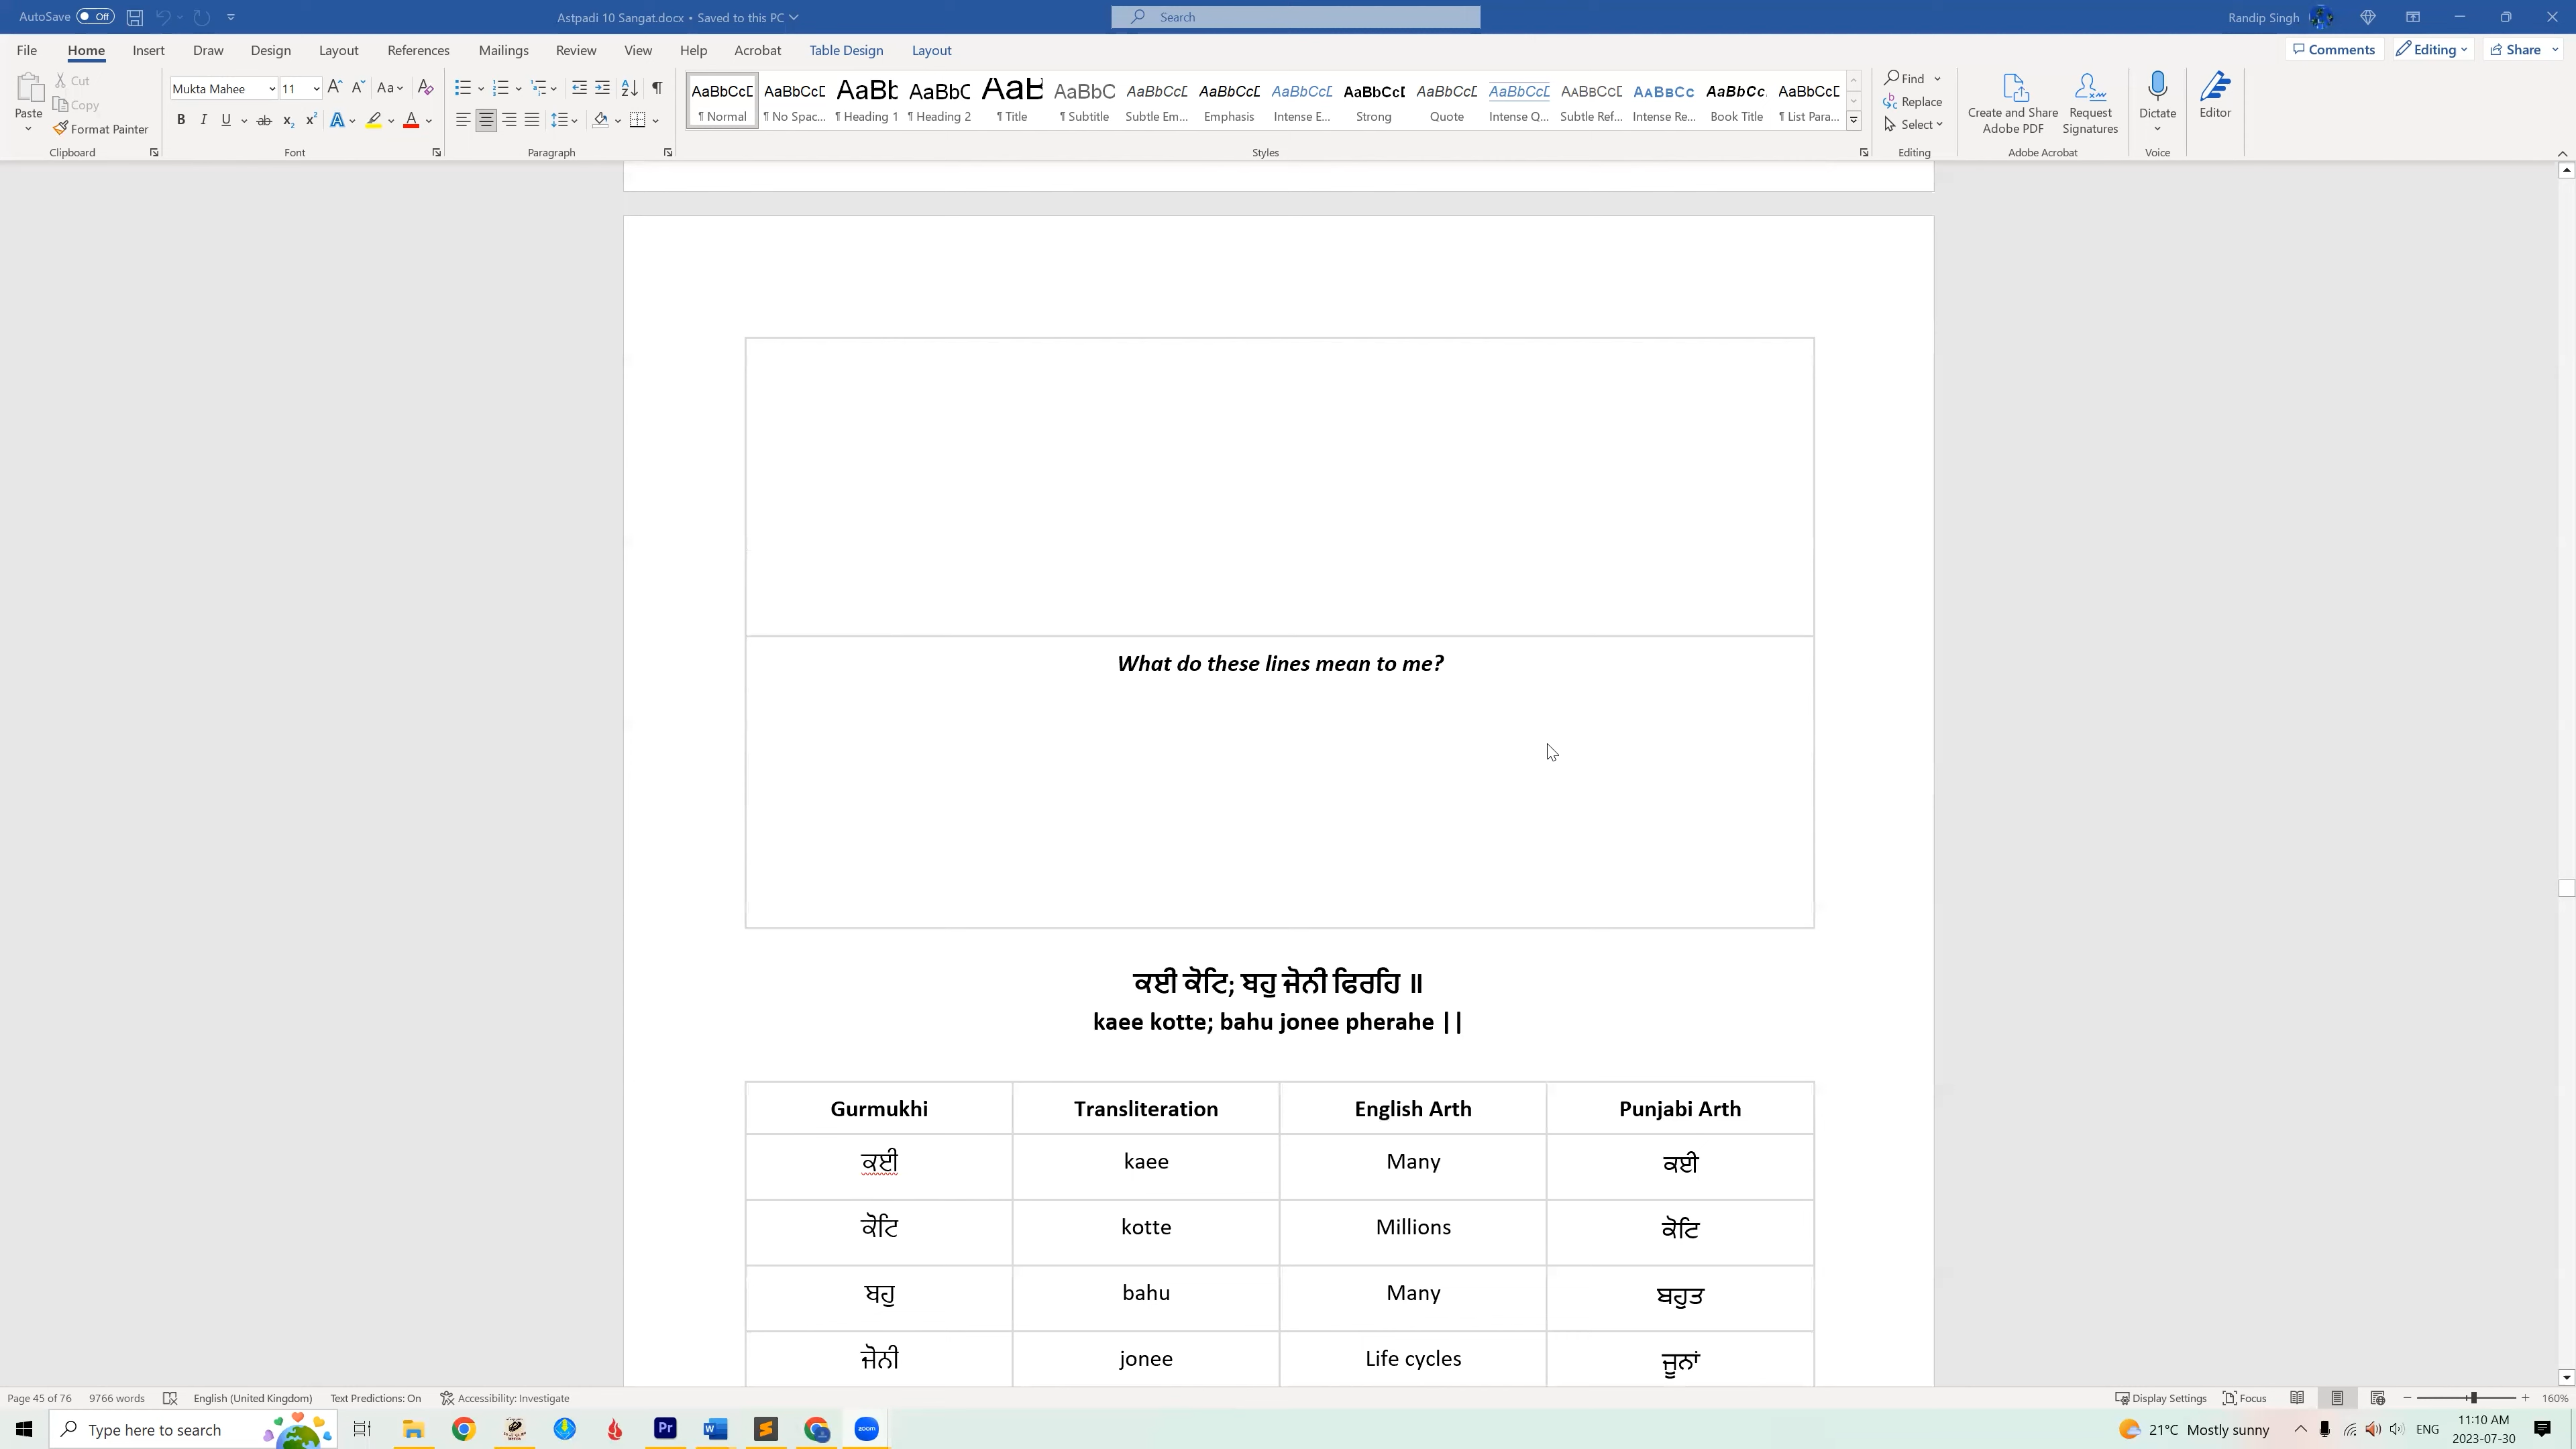 AutoSave Off Astpadi 10 Sangat.docx • Saved to this PC Search Randip Singh
File Home Insert Draw Design Layout References Mailings Review View Help Acrobat Table Design Layout Comments Editing Share
Paste Cut Copy Format Painter
Clipboard
Mukta Mahee 11
Font
Paragraph
AaBbCcD AaBbCcD AaBb AaBbC AaB AaBbC AaBbCcD AaBbCcD AaBbCcD AaBbCcD AaBbCcD AaBbCcD AaBbCcD AaBbCc AaBbCc AaBbCcD
¶ Normal ¶ No Spac... ¶ Heading 1 ¶ Heading 2 ¶ Title ¶ Subtitle Subtle Em... Emphasis Intense E... Strong Quote Intense Q... Subtle Ref... Intense Re... Book Title ¶ List Para...
Styles
Find
Replace
Select
Editing
Create and Share Adobe PDF Request Signatures
Adobe Acrobat
Dictate
Voice
Editor
What do these lines mean to me?
ਕਈ ਕੋਟਿ; ਬਹੁ ਜੋਨੀ ਫਿਰਹਿ ॥
kaee kotte; bahu jonee pherahe ||
Gurmukhi Transliteration English Arth Punjabi Arth
ਕਈ kaee Many ਕਈ
ਕੋਟਿ kotte Millions ਕੋਟਿ
ਬਹੁ bahu Many ਬਹੁਤ
ਜੋਨੀ jonee Life cycles ਜੂਨਾਂ
Page 45 of 76 9766 words English (United Kingdom) Text Predictions: On Accessibility: Investigate Display Settings Focus 160%
Type here to search Pr zoom 21°C Mostly sunny ENG 11:10 AM
2023-07-30